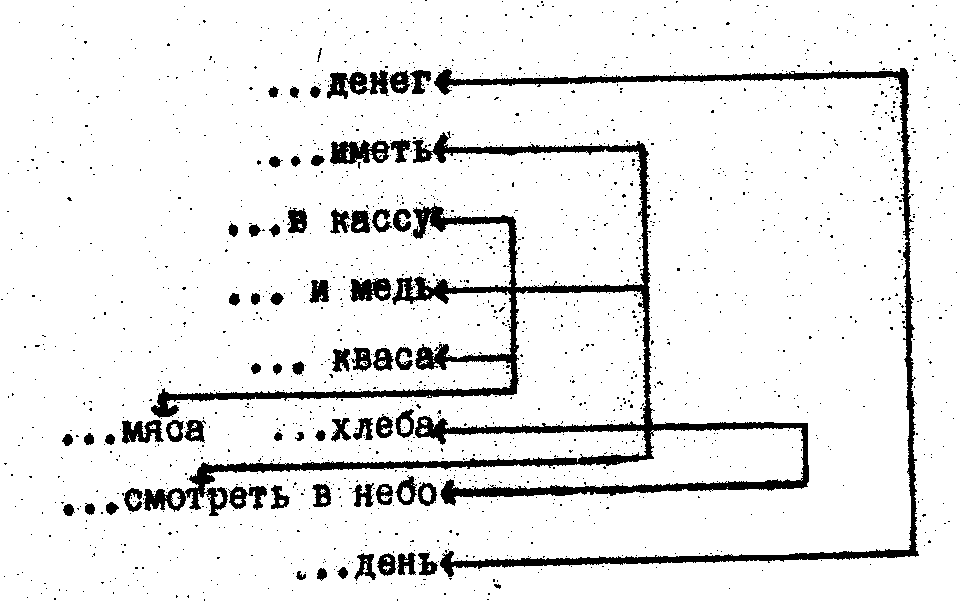 ...денег
...иметь
...в кассу
... и медь
... кваса
...мяса ...хлеба
...смотреть в небо
...день